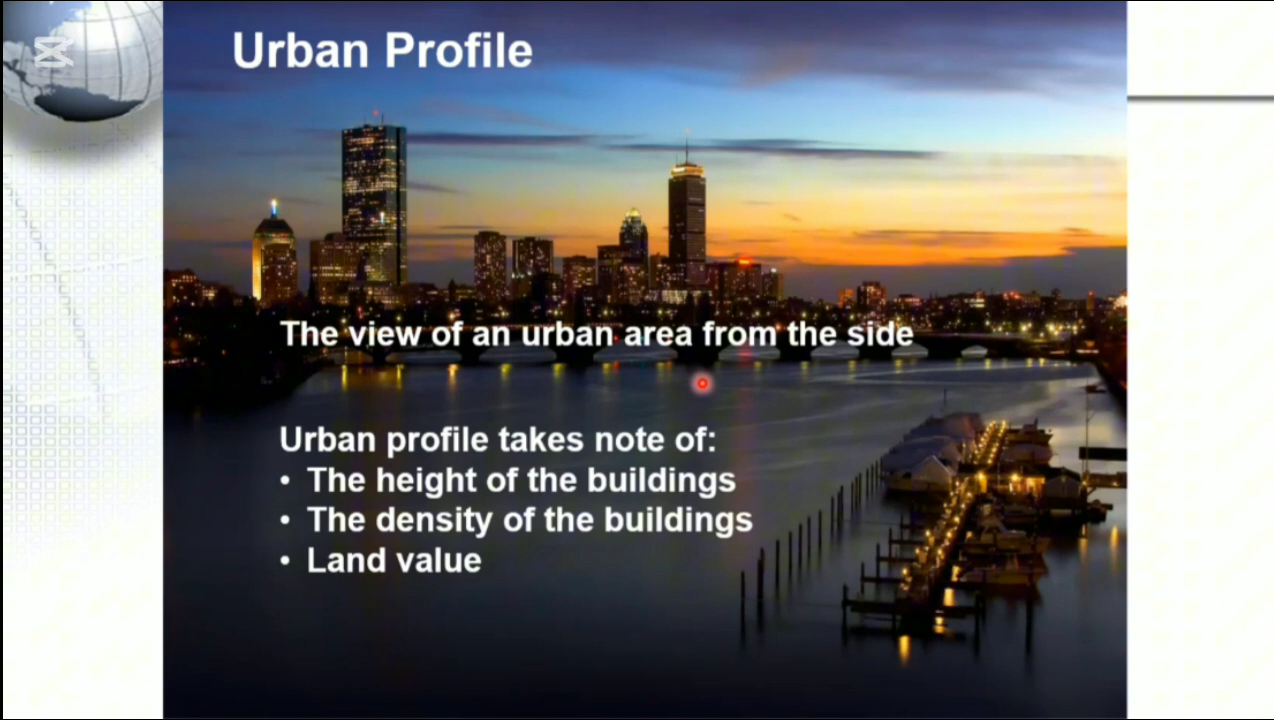 Urban Profile
The view of an urban area from the side
Urban profile takes note of:
• The height of the buildings
• The density of the buildings
• Land value